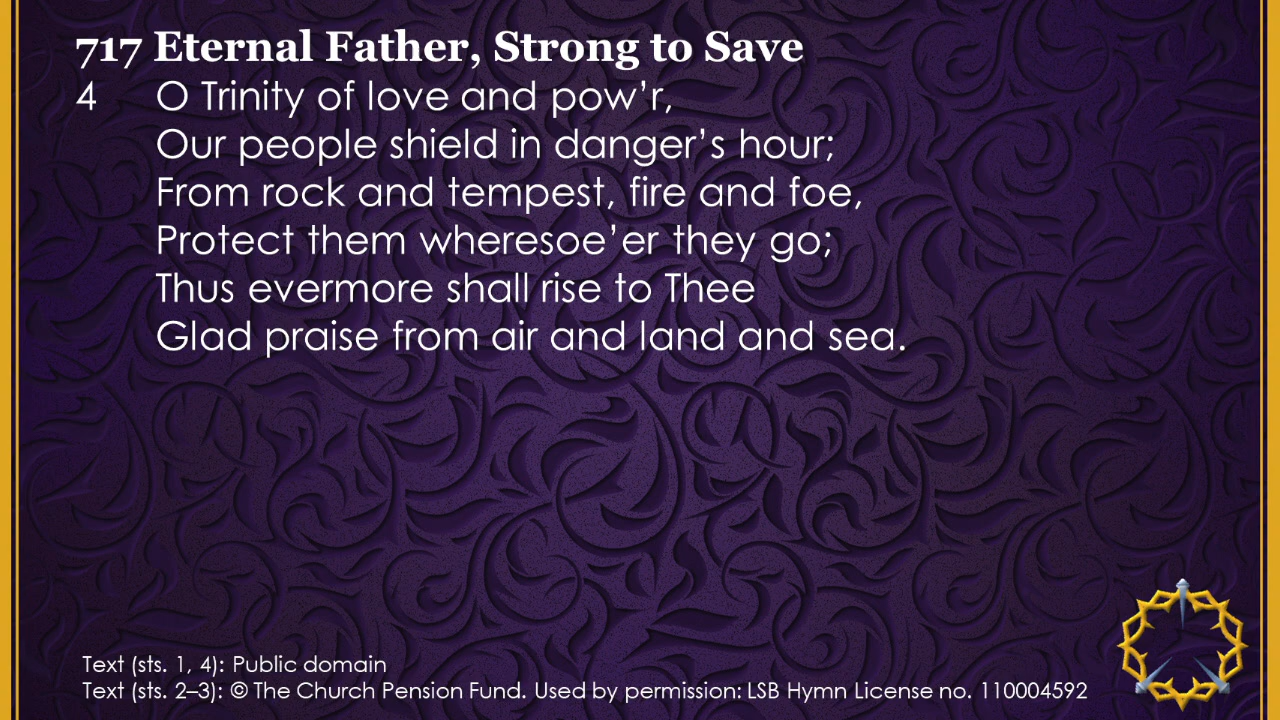 717 Eternal Father, Strong to Save
4 O Trinity of love and pow’r,
Our people shield in danger’s hour;
From rock and tempest, fire and foe,
Protect them wheresoe’er they go;
Thus evermore shall rise to Thee
Glad praise from air and land and sea.
Text (sts. 1, 4): Public domain
Text (sts. 2–3): © The Church Pension Fund. Used by permission: LSB Hymn License no. 110004592